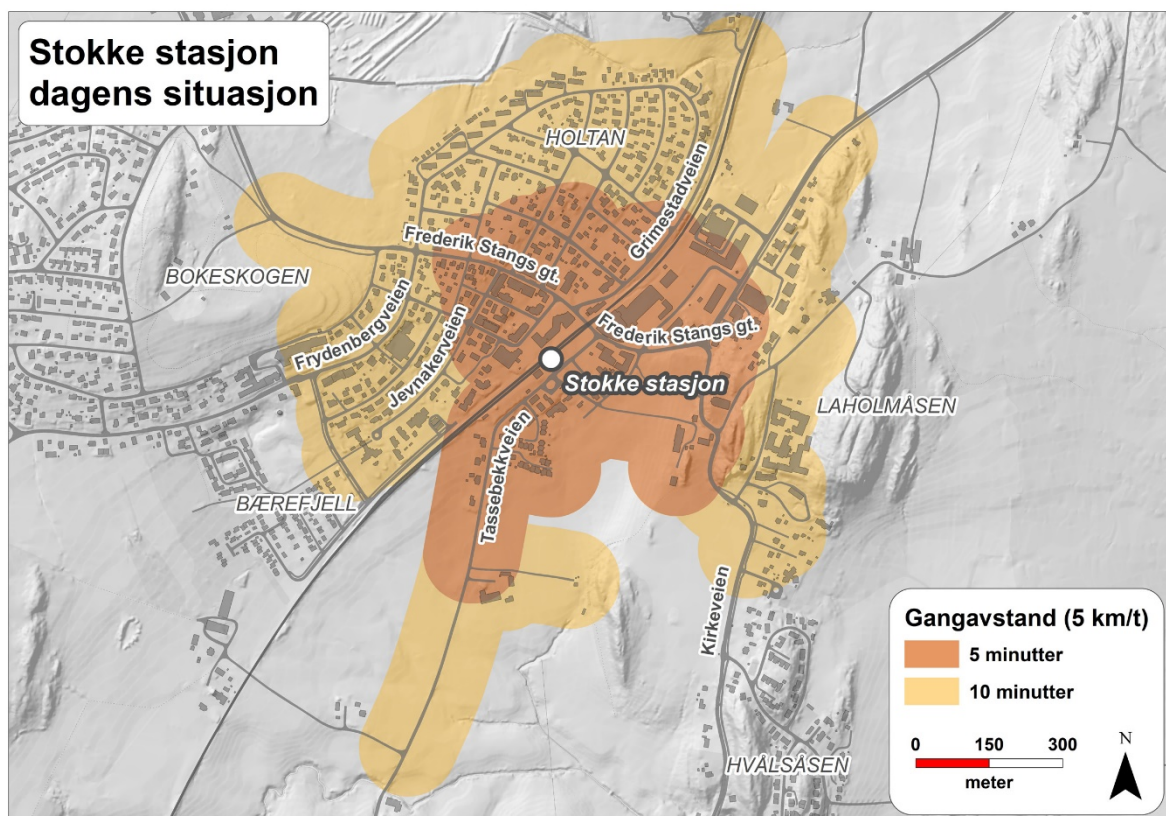 Stokke stasjon
dagens situasjon
HOLTAN
Grimestadveien
Frederik Stangs gt.
BOKESKOGEN
Frydenbergveien
Jevnakerveien
Frederik Stangs gt.
Stokke stasjon
LAHOLMÅSEN
Tassebekkveien
BÆREFJELL
Kirkeveien
HVÅLSÅSEN
Gangavstand (5 km/t)
5 minutter
10 minutter
0 150 300
meter
N